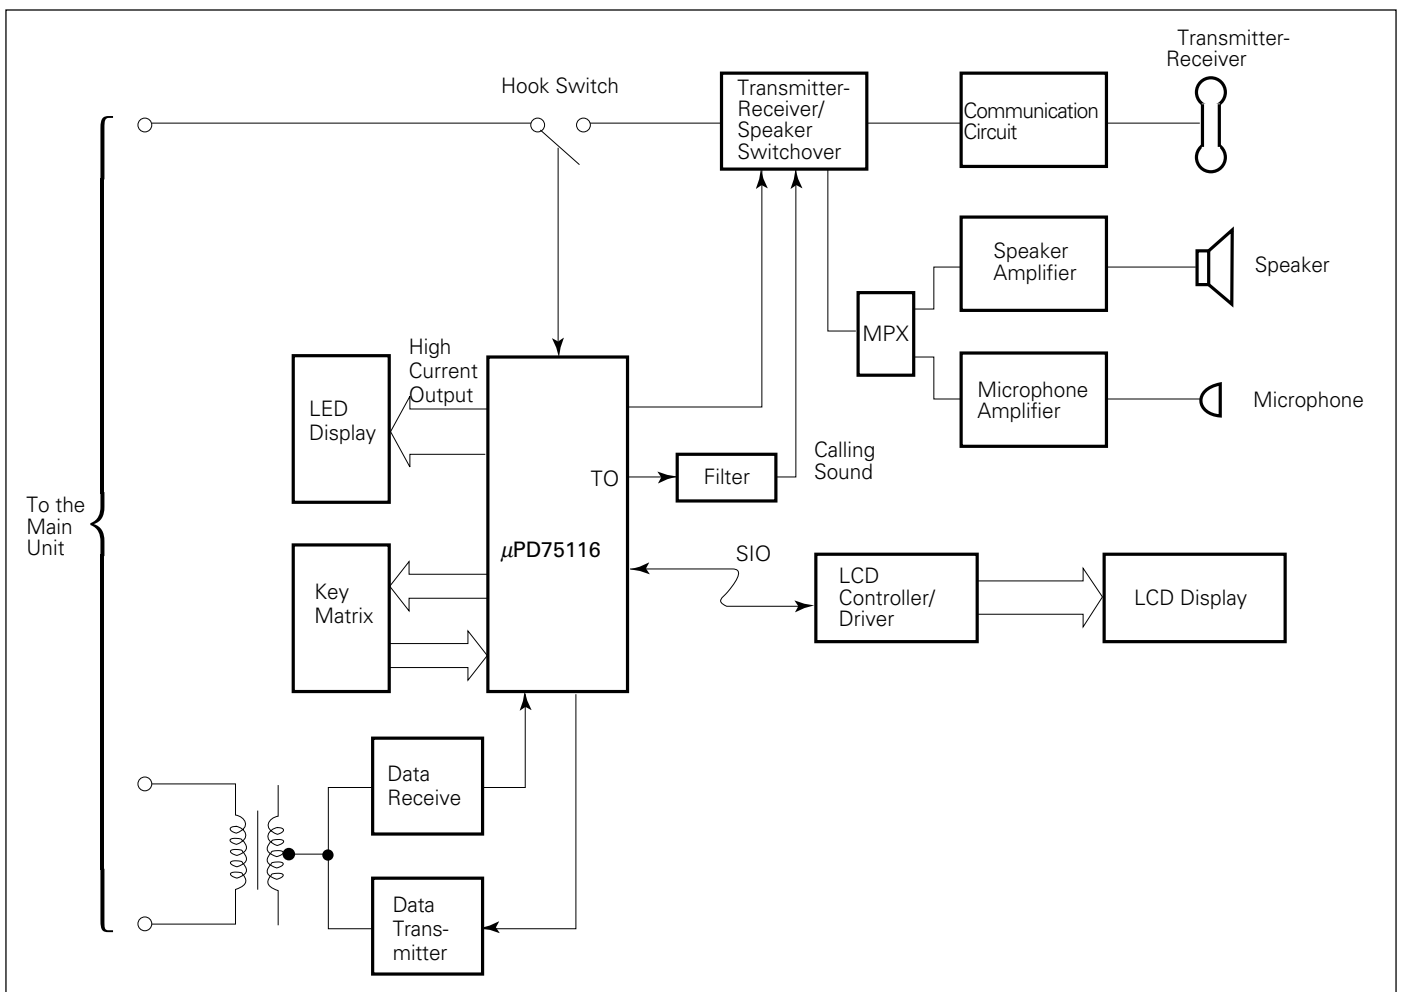 Transmitter-
Receiver
Hook Switch
Transmitter-
Receiver/
Speaker
Switchover
Communication
Circuit
Speaker
Amplifier
Speaker
MPX
Microphone
Amplifier
Microphone
High
Current
Output
LED
Display
Calling
Sound
TO
Filter
To the
Main
Unit
μPD75116
SIO
Key
Matrix
LCD
Controller/
Driver
LCD Display
Data
Receive
Data
Trans-
mitter